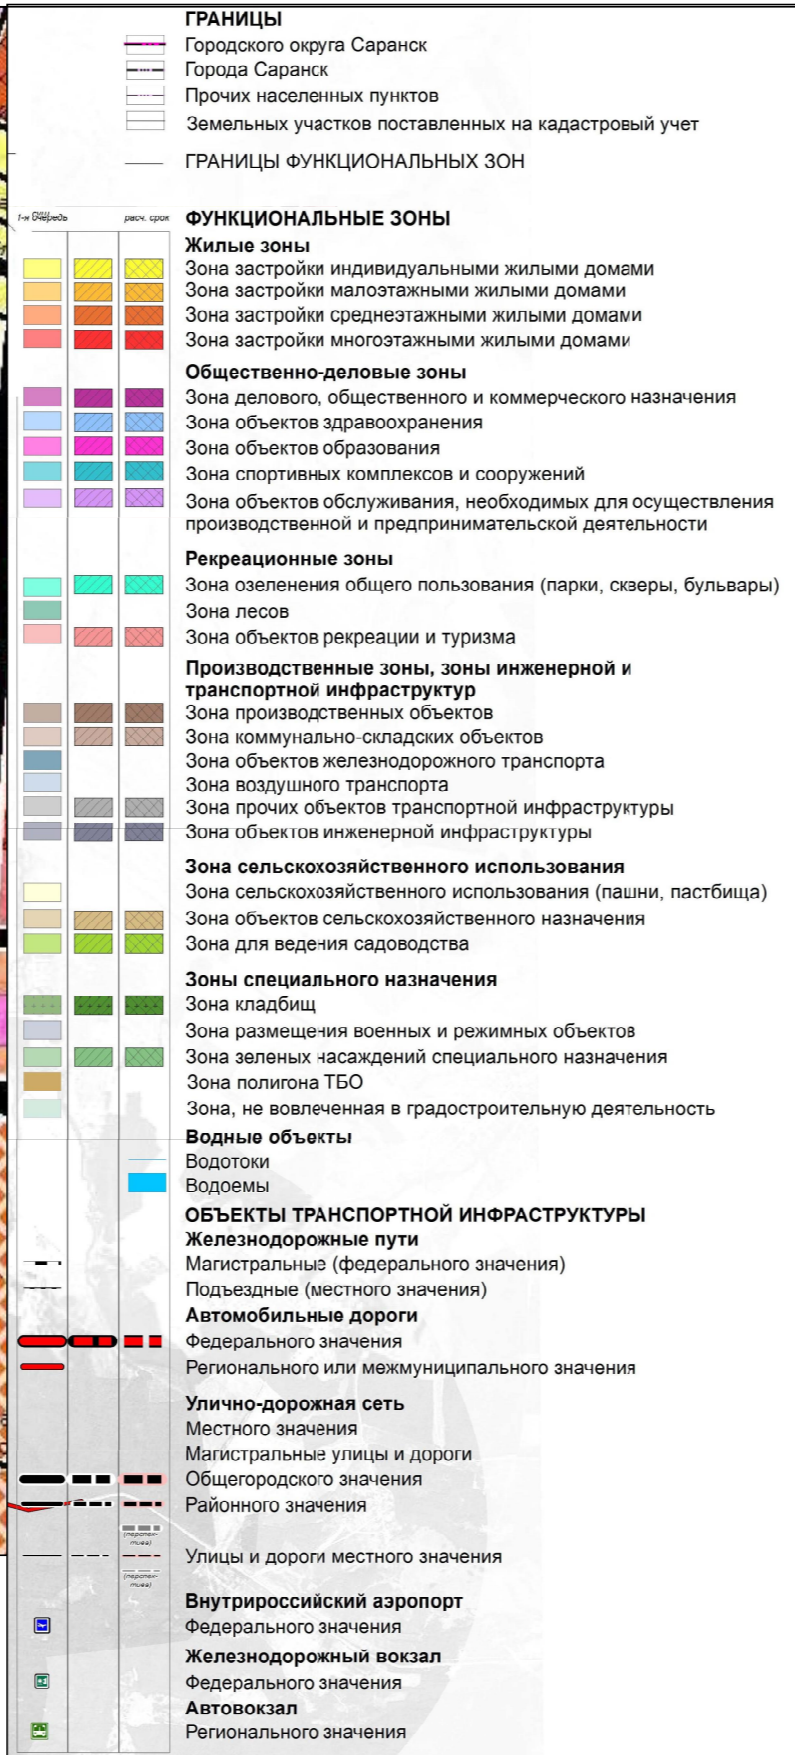 ГРАНИЦЫ
Городского округа Саранск
Города Саранск
Прочих населенных пунктов
Земельных участков поставленных на кадастровый учет
ГРАНИЦЫ ФУНКЦИОНАЛЬНЫХ ЗОН
1-я очередь расч. срок
ФУНКЦИОНАЛЬНЫЕ ЗОНЫ
Жилые зоны
Зона застройки индивидуальными жилыми домами
Зона застройки малоэтажными жилыми домами
Зона застройки среднеэтажными жилыми домами
Зона застройки многоэтажными жилыми домами
Общественно-деловые зоны
Зона делового, общественного и коммерческого назначения
Зона объектов здравоохранения
Зона объектов образования
Зона спортивных комплексов и сооружений
Зона объектов обслуживания, необходимых для осуществления
производственной и предпринимательской деятельности
Рекреационные зоны
Зона озеленения общего пользования (парки, скверы, бульвары)
Зона лесов
Зона объектов рекреации и туризма
Производственные зоны, зоны инженерной и
транспортной инфраструктур
Зона производственных объектов
Зона коммунально-складских объектов
Зона объектов железнодорожного транспорта
Зона воздушного транспорта
Зона прочих объектов транспортной инфраструктуры
Зона объектов инженерной инфраструктуры
Зона сельскохозяйственного использования
Зона сельскохозяйственного использования (пашни, пастбища)
Зона объектов сельскохозяйственного назначения
Зона для ведения садоводства
Зоны специального назначения
Зона кладбищ
Зона размещения военных и режимных объектов
Зона зеленых насаждений специального назначения
Зона полигона ТБО
Зона, не вовлеченная в градостроительную деятельность
Водные объекты
Водотоки
Водоемы
ОБЪЕКТЫ ТРАНСПОРТНОЙ ИНФРАСТРУКТУРЫ
Железнодорожные пути
Магистральные (федерального значения)
Подъездные (местного значения)
Автомобильные дороги
Федерального значения
Регионального или межмуниципального значения
Улично-дорожная сеть
Местного значения
Магистральные улицы и дороги
Общегородского значения
Районного значения
(перспек-
тива)
Улицы и дороги местного значения
(перспек-
тива)
Внутрироссийский аэропорт
Федерального значения
Железнодорожный вокзал
Федерального значения
Автовокзал
Регионального значения